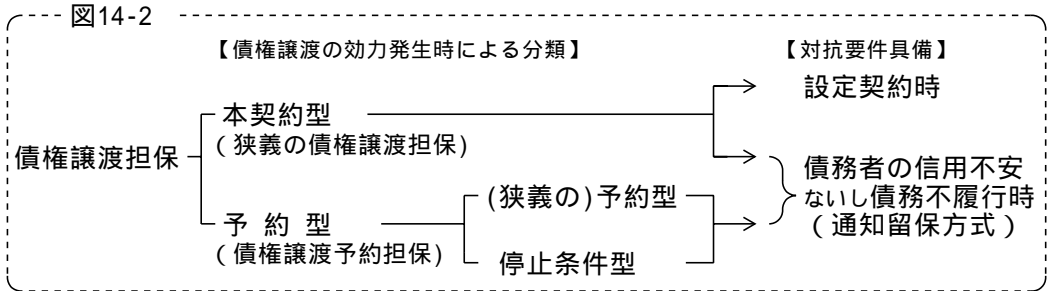 図14-2
【債権譲渡の効力発生時による分類】
【対抗要件具備】
設定契約時
本契約型
(狭義の債権譲渡担保)
債権譲渡担保
債務者の信用不安
ないし債務不履行時
(通知留保方式)
(狭義の)予約型
予 約 型
(債権譲渡予約担保)
停止条件型